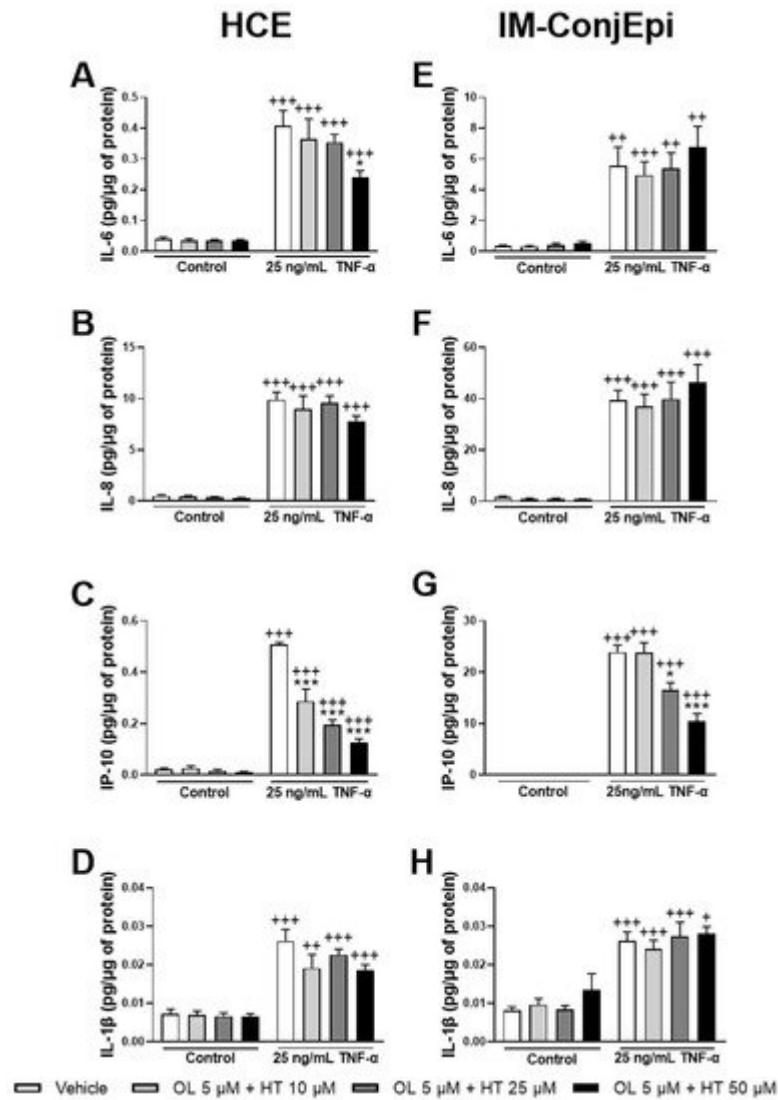 HCE
IM-ConjEpi
A
IL-6 (pg/µg of protein)
0.5
0.4
0.3
0.2
0.1
0.0
+++
+++
+++
+++
*
Control
25 ng/mL TNF-α
E
IL-6 (pg/µg of protein)
10
8
6
4
2
0
++
+++
++
++
Control
25 ng/mL TNF-α
B
IL-8 (pg/µg of protein)
15
10
5
0
+++
+++
+++
+++
Control
25 ng/mL TNF-α
F
IL-8 (pg/µg of protein)
60
40
20
0
+++
+++
+++
+++
Control
25 ng/mL TNF-α
C
IP-10 (pg/µg of protein)
0.6
0.4
0.2
0.0
+++
+++
***
+++
***
+++
***
Control
25 ng/mL TNF-α
G
IP-10 (pg/µg of protein)
30
20
10
0
+++
+++
+++
*
+++
***
Control
25ng/mL TNF-α
D
IL-1β (pg/µg of protein)
0.04
0.03
0.02
0.01
0.00
+++
++
+++
+++
Control
25 ng/mL TNF-α
H
IL-1β (pg/µg of protein)
0.04
0.03
0.02
0.01
0.00
+++
+++
+++
+
Control
25 ng/mL TNF-α
Vehicle
OL 5 µM + HT 10 µM
OL 5 µM + HT 25 µM
OL 5 µM + HT 50 µM